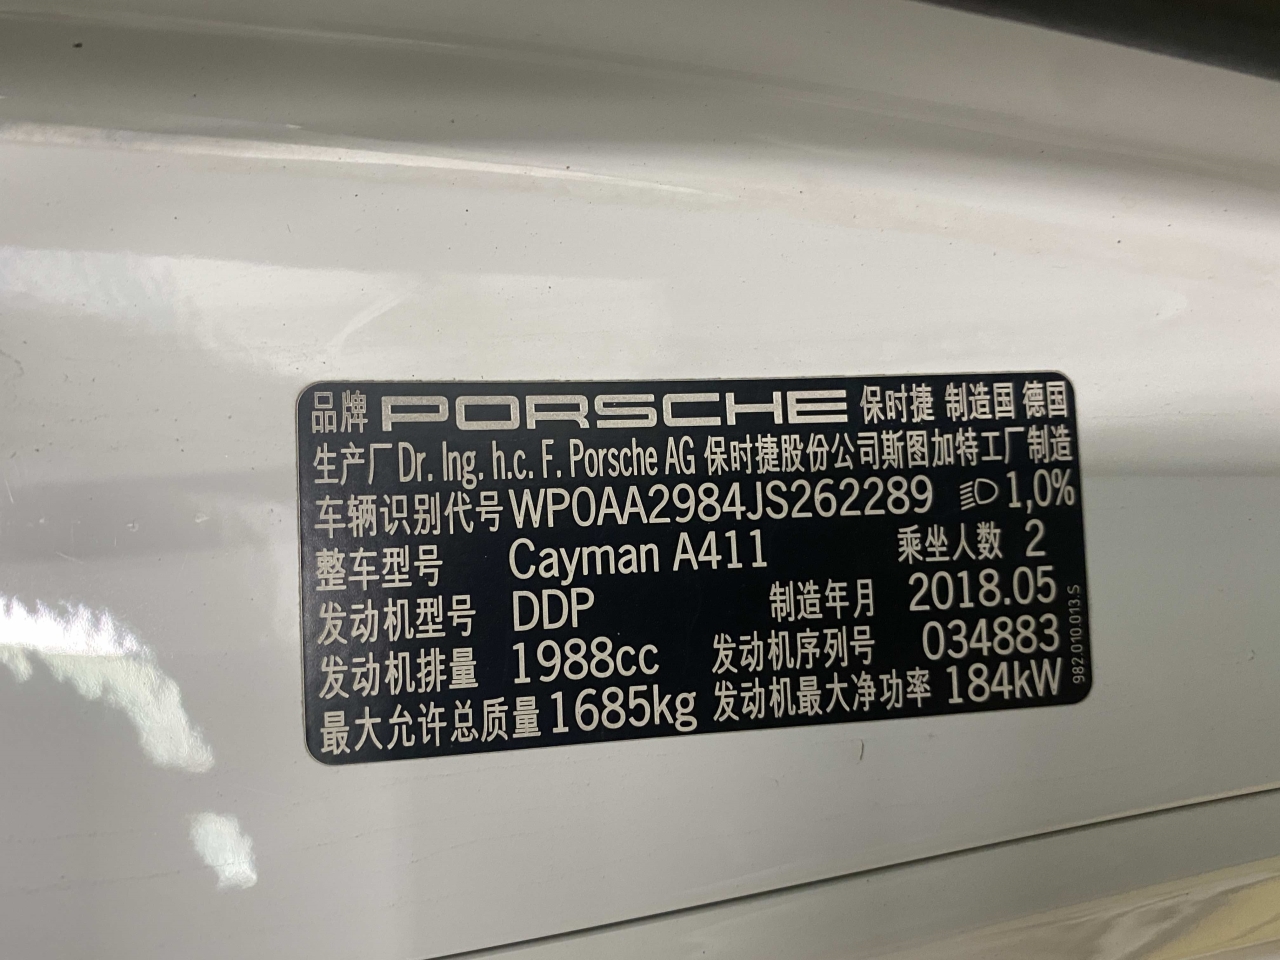 品牌 PORSCHE 保时捷 制造国 德国
生产厂 Dr. Ing. h.c. F. Porsche AG 保时捷股份公司斯图加特工厂制造
车辆识别代号 WP0AA2984JS262289 1,0%
整车型号 Cayman A411 乘坐人数 2
发动机型号 DDP 制造年月 2018.05
发动机排量 1988cc 发动机序列号 034883
最大允许总质量 1685kg 发动机最大净功率 184kW
982.010.013.S